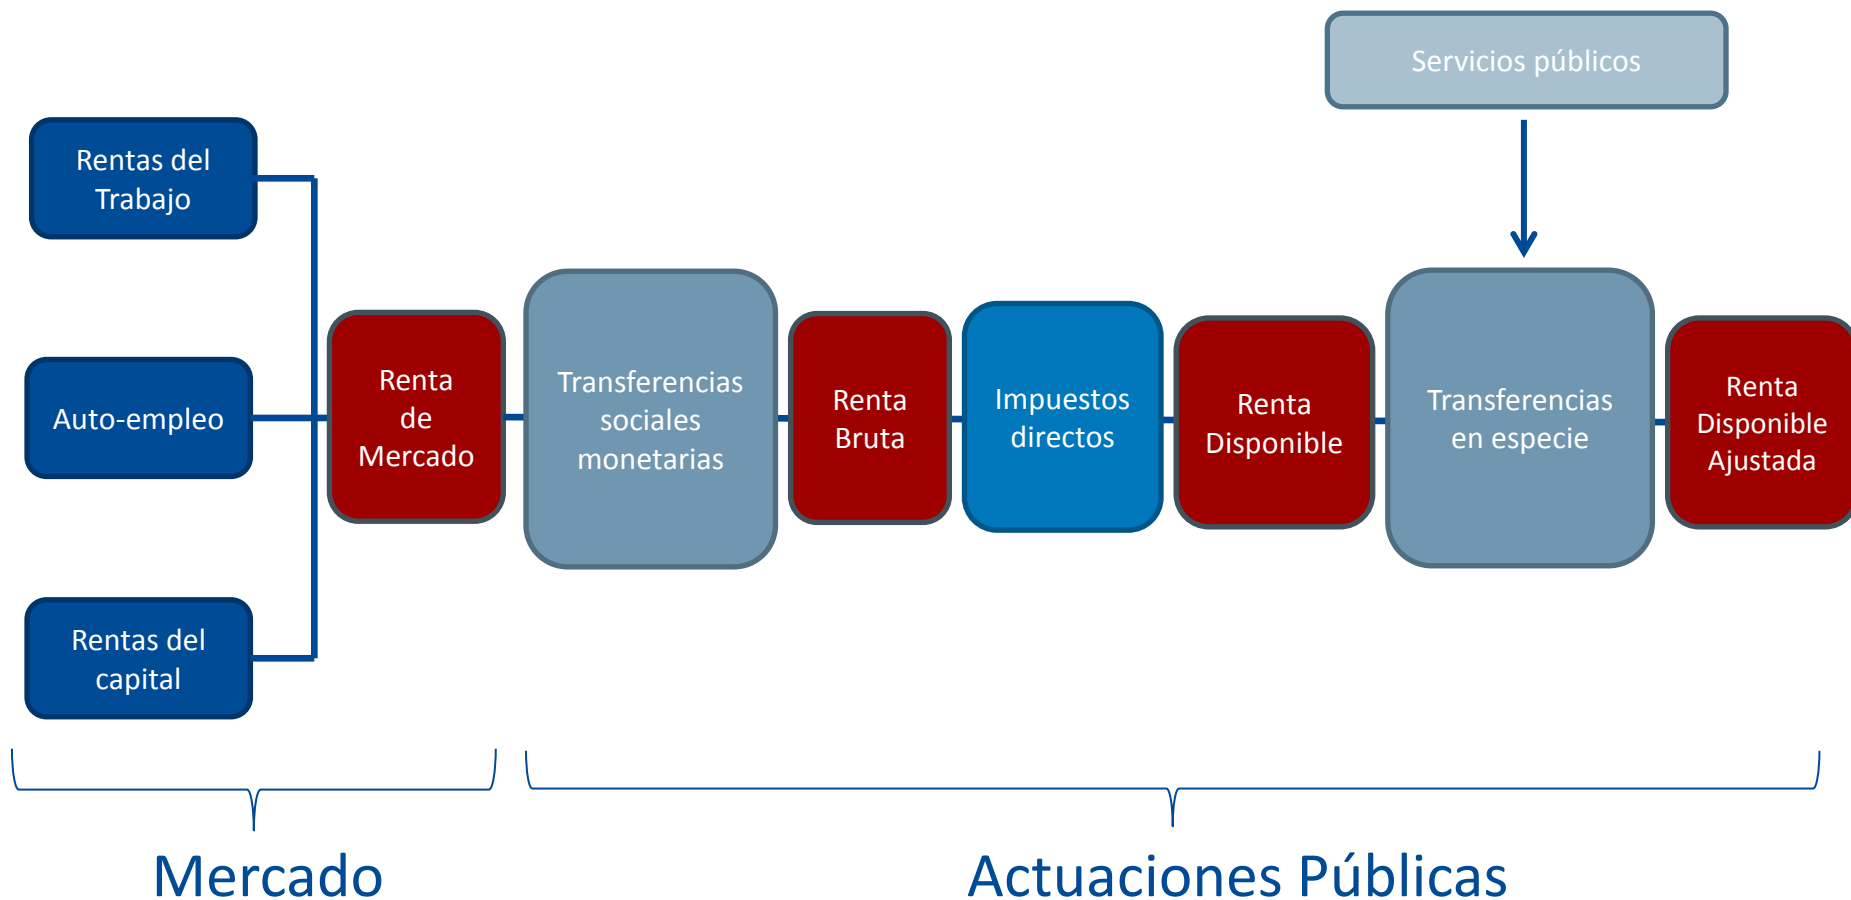 Servicios públicos
Rentas del
Trabajo
Auto-empleo
Rentas del
capital
Renta
de
Mercado
Transferencias
sociales
monetarias
Renta
Bruta
Impuestos
directos
Renta
Disponible
Transferencias
en especie
Renta
Disponible
Ajustada
Mercado
Actuaciones Públicas